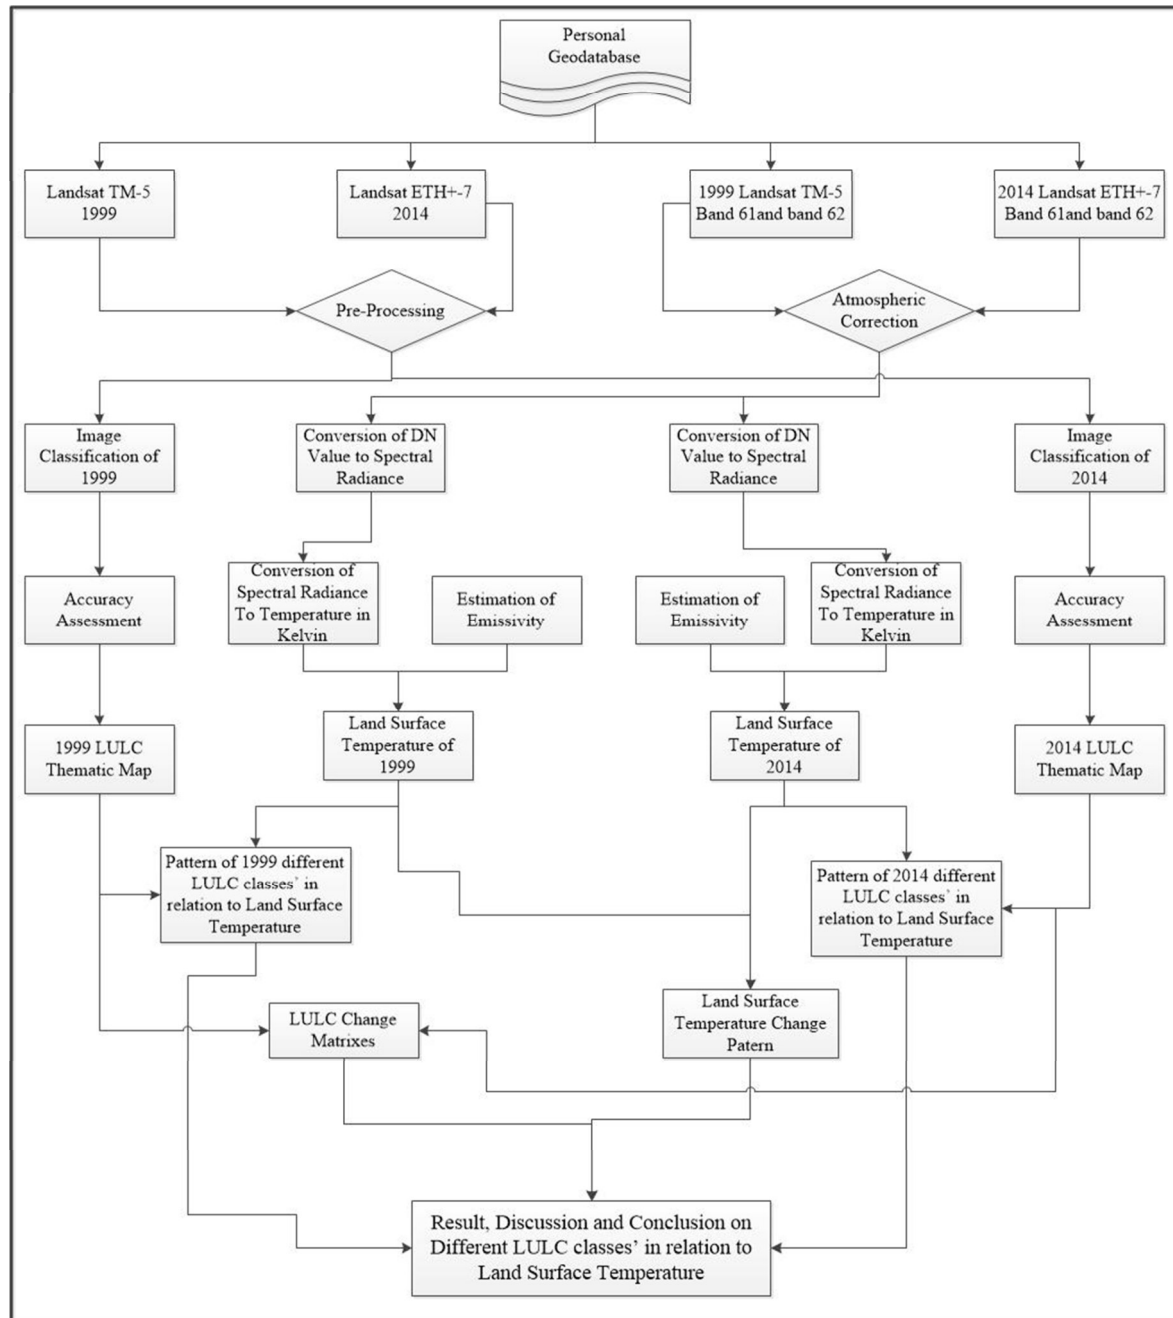 Personal
Geodatabase
Landsat TM-5
1999
Landsat ETH+-7
2014
1999 Landsat TM-5
Band 61and band 62
2014 Landsat ETH+-7
Band 61and band 62
Pre-Processing
Atmospheric
Correction
Image
Classification of
1999
Conversion of DN
Value to Spectral
Radiance
Conversion of DN
Value to Spectral
Radiance
Image
Classification of
2014
Accuracy
Assessment
Conversion of
Spectral Radiance
To Temperature in
Kelvin
Estimation of
Emissivity
Estimation of
Emissivity
Conversion of
Spectral Radiance
To Temperature in
Kelvin
Accuracy
Assessment
1999 LULC
Thematic Map
Land Surface
Temperature of
1999
Land Surface
Temperature of
2014
2014 LULC
Thematic Map
Pattern of 1999 different
LULC classes’ in
relation to Land Surface
Temperature
Pattern of 2014 different
LULC classes’ in
relation to Land Surface
Temperature
LULC Change
Matrixes
Land Surface
Temperature Change
Patern
Result, Discussion and Conclusion on
Different LULC classes’ in relation to
Land Surface Temperature